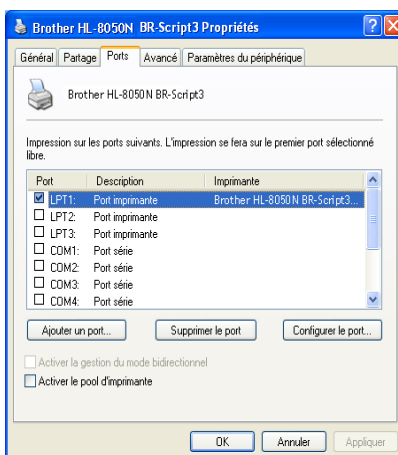 Brother HL-8050N BR-Script3 Propriétés
Général Partage Ports Avancé Paramètres du périphérique
Brother HL-8050N BR-Script3
Impression sur les ports suivants. L'impression se fera sur le premier port sélectionné
libre.
Port Description Imprimante
LPT1: Port imprimante Brother HL-8050N BR-Script3...
LPT2: Port imprimante
LPT3: Port imprimante
COM1: Port série
COM2: Port série
COM3: Port série
COM4: Port série
Ajouter un port... Supprimer le port Configurer le port...
Activer la gestion du mode bidirectionnel
Activer le pool d'imprimante
OK Annuler Appliquer